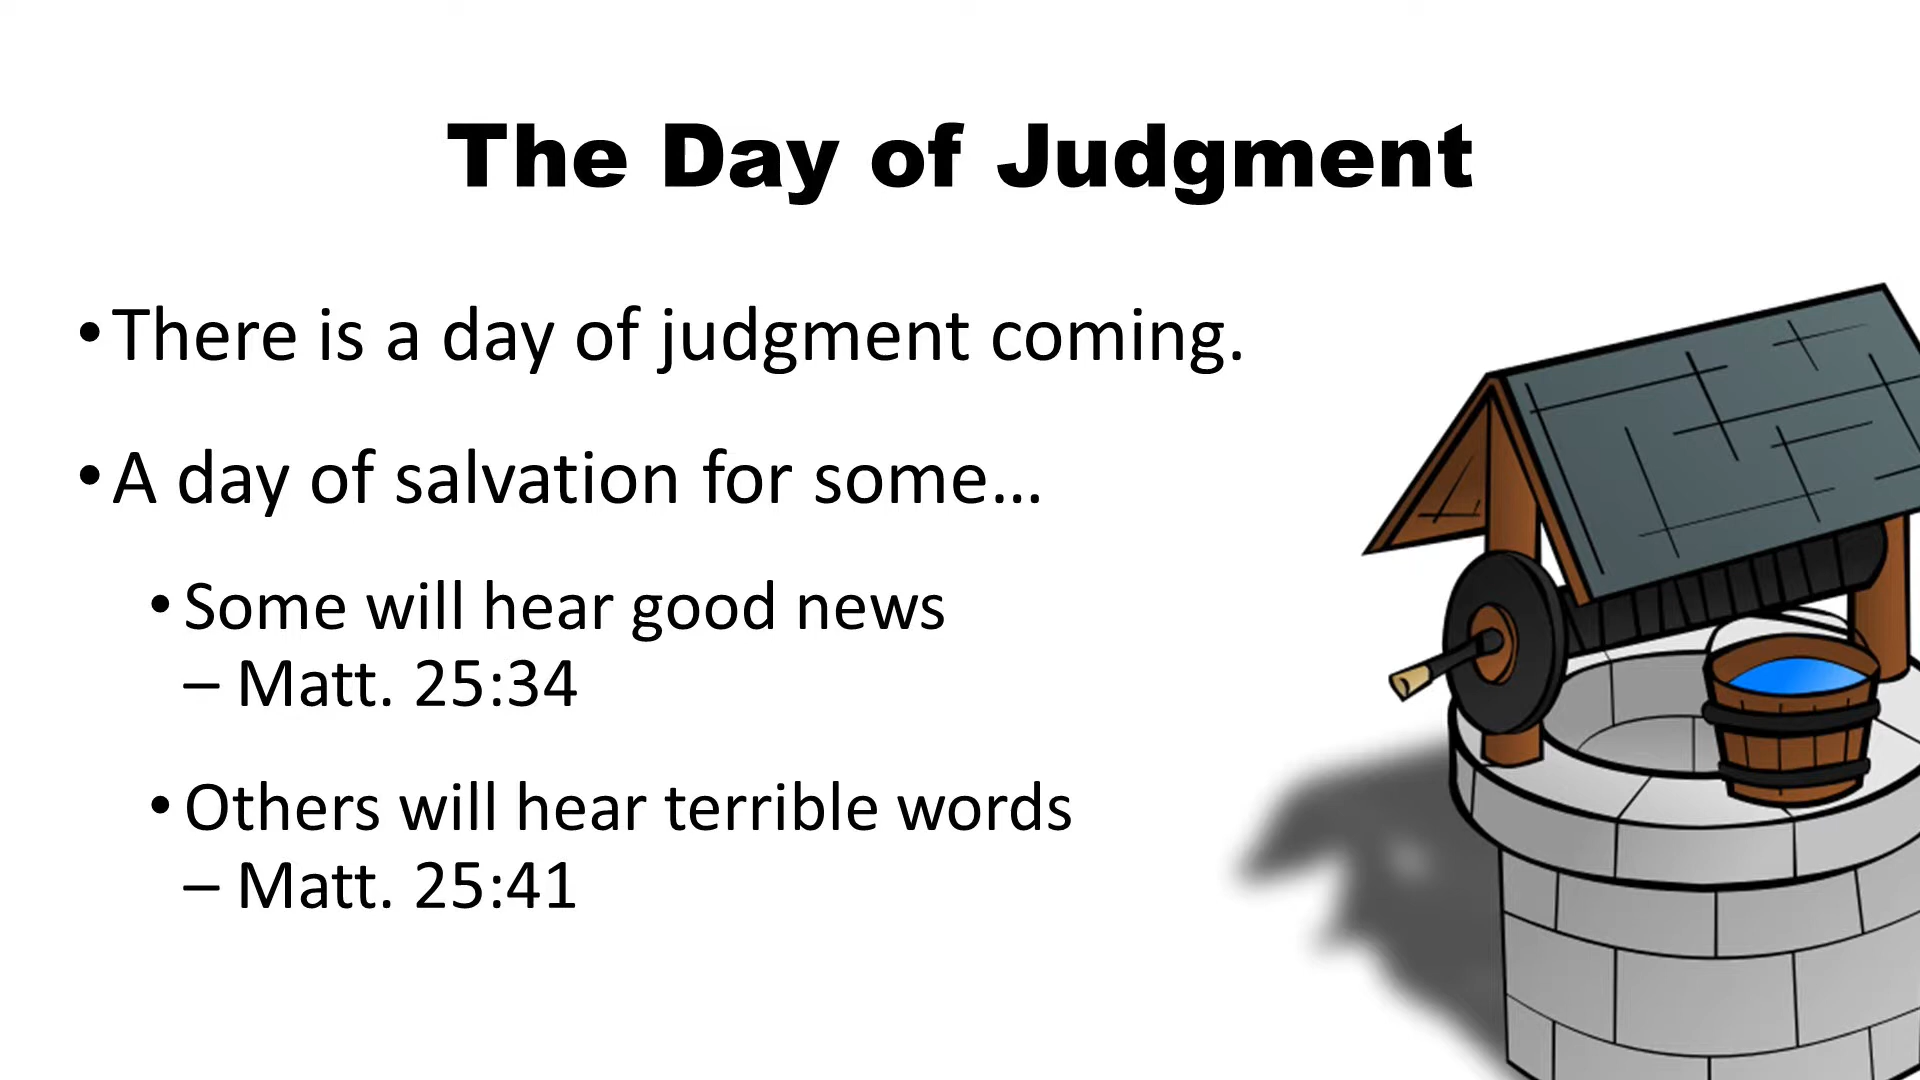 The Day of Judgment
• There is a day of judgment coming.
• A day of salvation for some…
• Some will hear good news
– Matt. 25:34
• Others will hear terrible words
– Matt. 25:41